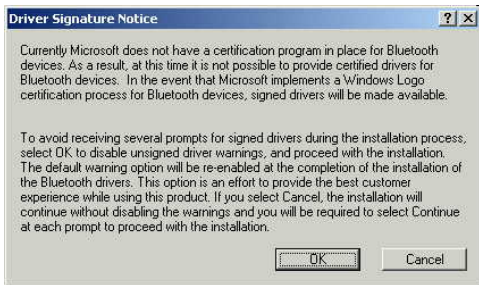 Driver Signature Notice
Currently Microsoft does not have a certification program in place for Bluetooth
devices. As a result, at this time it is not possible to provide certified drivers for
Bluetooth devices. In the event that Microsoft implements a Windows Logo
certification process for Bluetooth devices, signed drivers will be made available.
To avoid receiving several prompts for signed drivers during the installation process,
select OK to disable unsigned driver warnings, and proceed with the installation.
The default warning option will be re-enabled at the completion of the installation of
the Bluetooth drivers. This option is an effort to provide the best customer
experience while using this product. If you select Cancel, the installation will
continue without disabling the warnings and you will be required to select Continue
at each prompt to proceed with the installation.
OK Cancel